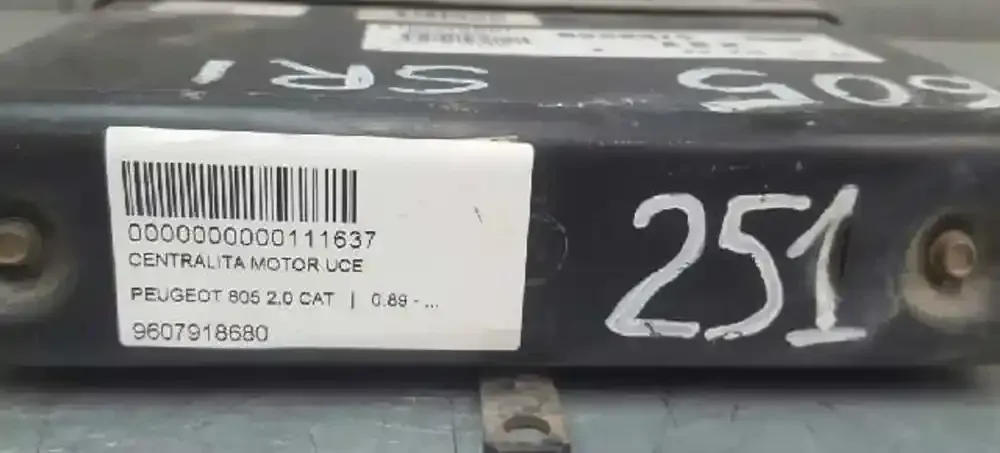 605
SRI
0000000000111637
CENTRALITA MOTOR UCE
PEUGEOT 605 2.0 CAT | 0.89 - ...
9607918680
251